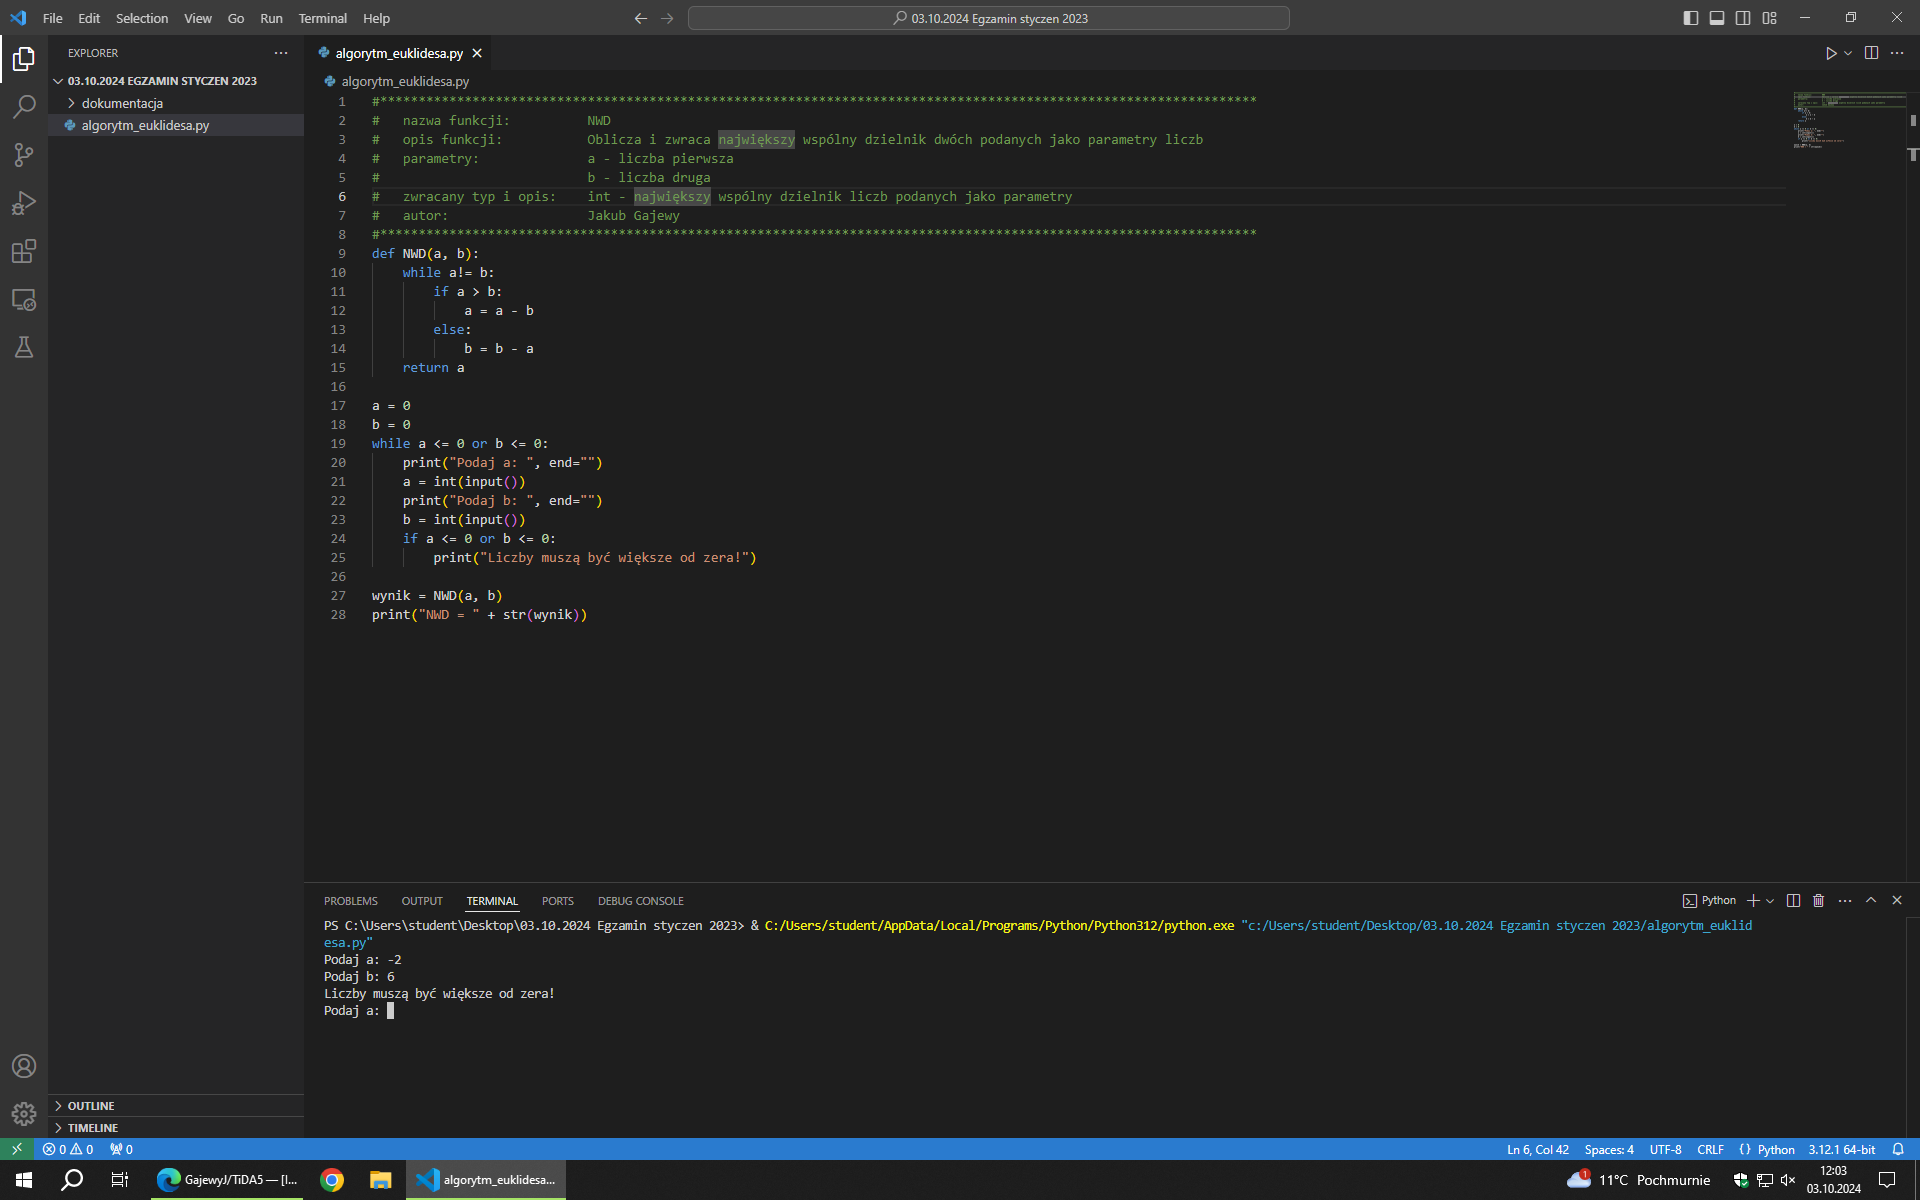 File Edit Selection View Go Run Terminal Help
03.10.2024 Egzamin styczen 2023
EXPLORER
03.10.2024 EGZAMIN STYCZEN 2023
dokumentacja
algorytm_euklidesa.py
OUTLINE
TIMELINE
algorytm_euklidesa.py
algorytm_euklidesa.py
1 #******************************************************************************************************************
2 #   nazwa funkcji:          NWD
3 #   opis funkcji:           Oblicza i zwraca największy wspólny dzielnik dwóch podanych jako parametry liczb
4 #   parametry:              a - liczba pierwsza
5 #                           b - liczba druga
6 #   zwracany typ i opis:    int - największy wspólny dzielnik liczb podanych jako parametry
7 #   autor:                  Jakub Gajewy
8 #******************************************************************************************************************
9 def NWD(a, b):
10     while a!= b:
11         if a > b:
12             a = a - b
13         else:
14             b = b - a
15     return a
16
17 a = 0
18 b = 0
19 while a <= 0 or b <= 0:
20     print("Podaj a: ", end="")
21     a = int(input())
22     print("Podaj b: ", end="")
23     b = int(input())
24     if a <= 0 or b <= 0:
25         print("Liczby muszą być większe od zera!")
26
27 wynik = NWD(a, b)
28 print("NWD = " + str(wynik))
PROBLEMS OUTPUT TERMINAL PORTS DEBUG CONSOLE
Python
PS C:\Users\student\Desktop\03.10.2024 Egzamin styczen 2023> & C:/Users/student/AppData/Local/Programs/Python/Python312/python.exe "c:/Users/student/Desktop/03.10.2024 Egzamin styczen 2023/algorytm_euklid
esa.py"
Podaj a: -2
Podaj b: 6
Liczby muszą być większe od zera!
Podaj a:
0 0 0
Ln 6, Col 42 Spaces: 4 UTF-8 CRLF Python 3.12.1 64-bit
GajewyJ/TiDA5 — [I...
algorytm_euklidesa...
1
11°C Pochmurnie
12:03
03.10.2024